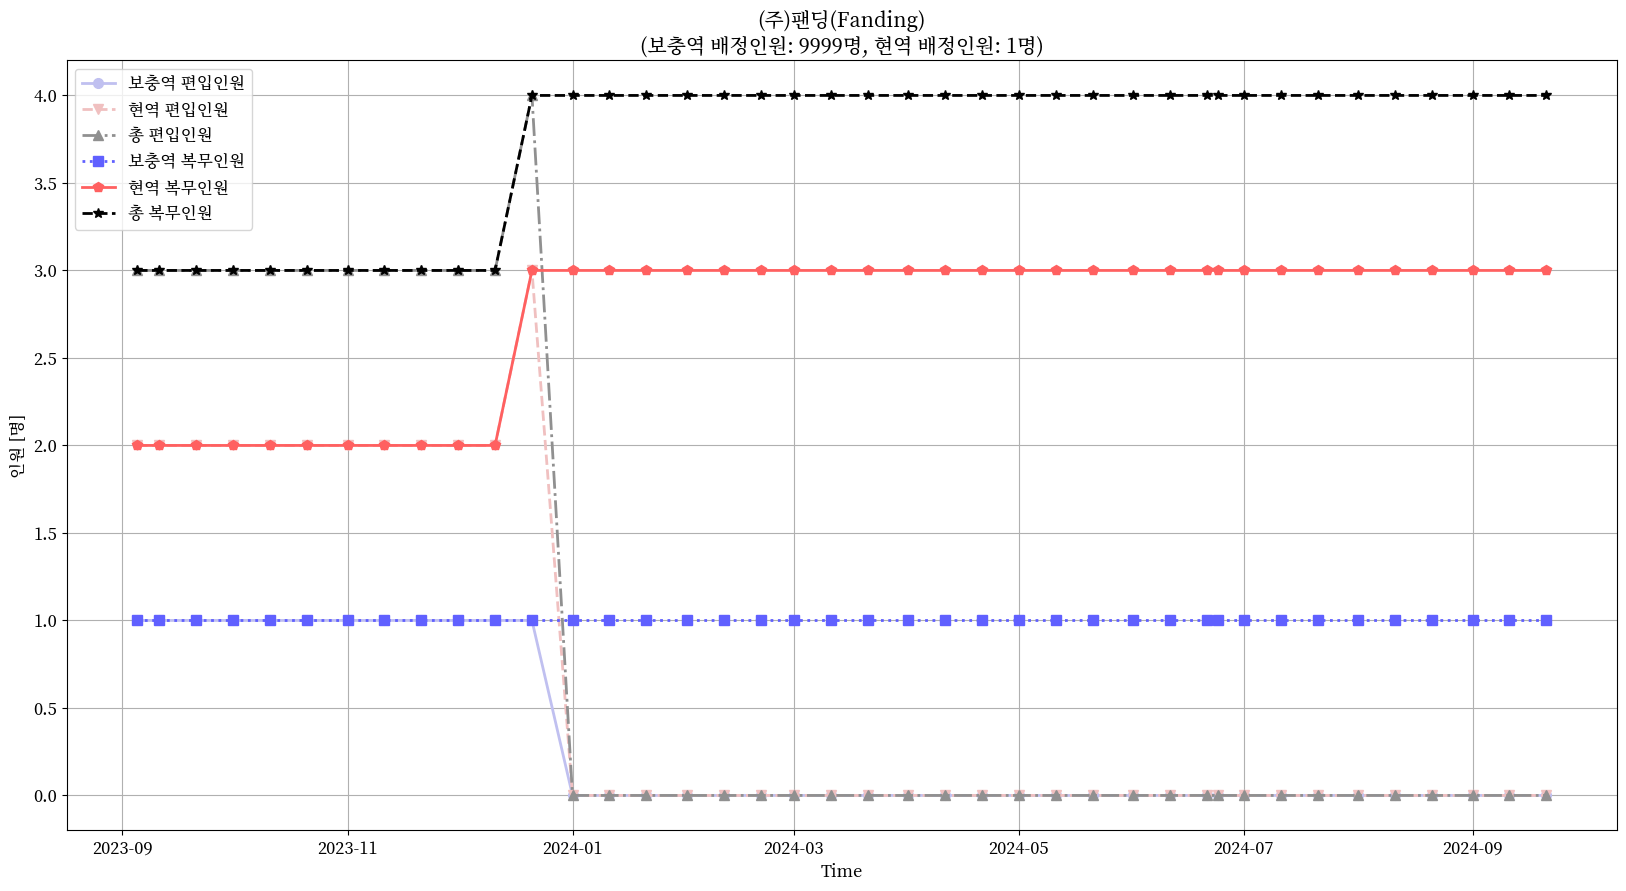 (주)팬딩(Fanding)
(보충역 배정인원: 9999명, 현역 배정인원: 1명)
보충역 편입인원
현역 편입인원
총 편입인원
보충역 복무인원
현역 복무인원
총 복무인원
4.0
3.5
3.0
2.5
2.0
1.5
1.0
0.5
0.0
인원 [명]
2023-09
2023-11
2024-01
2024-03
2024-05
2024-07
2024-09
Time